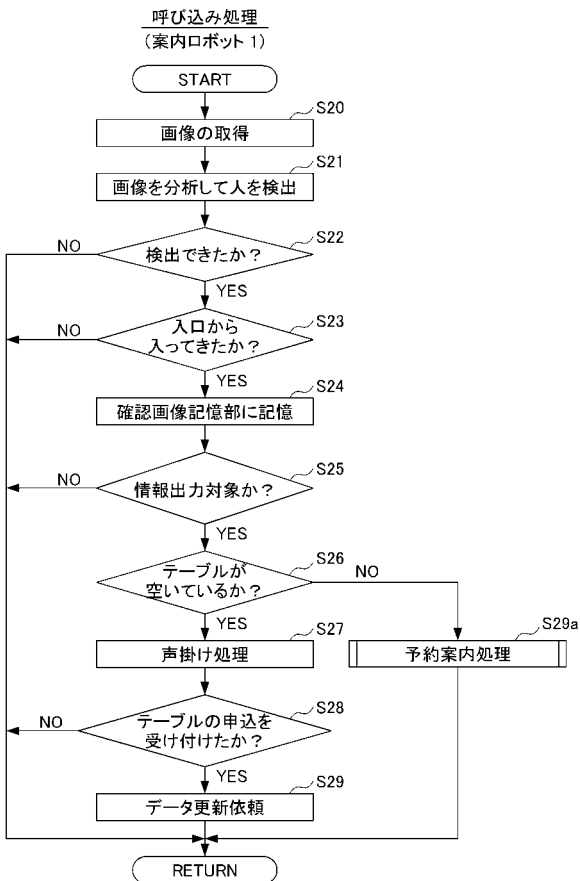 呼び込み処理
(案内ロボット 1)
START
S20
画像の取得
S21
画像を分析して人を検出
S22
NO
検出できたか？
YES
S23
NO
入口から
入ってきたか？
YES
S24
確認画像記憶部に記憶
S25
NO
情報出力対象か？
YES
S26
テーブルが
空いているか？
NO
YES
S27
声掛け処理
S29a
予約案内処理
S28
NO
テーブルの申込を
受け付けたか？
YES
S29
データ更新依頼
RETURN